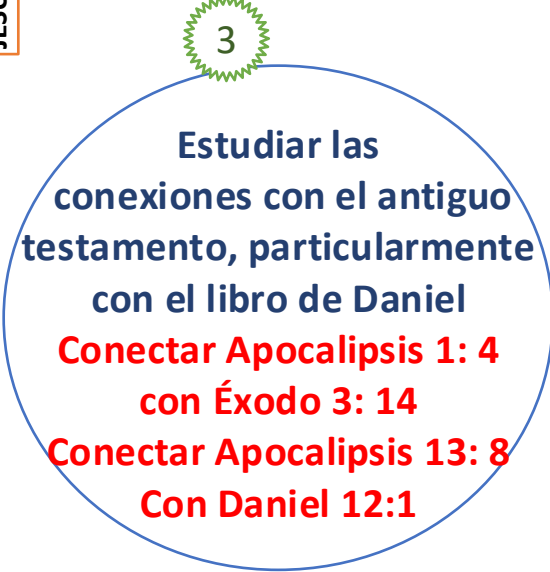 3
Estudiar las
conexiones con el antiguo
testamento, particularmente
con el libro de Daniel
Conectar Apocalipsis 1: 4
con Éxodo 3: 14
Conectar Apocalipsis 13: 8
Con Daniel 12:1